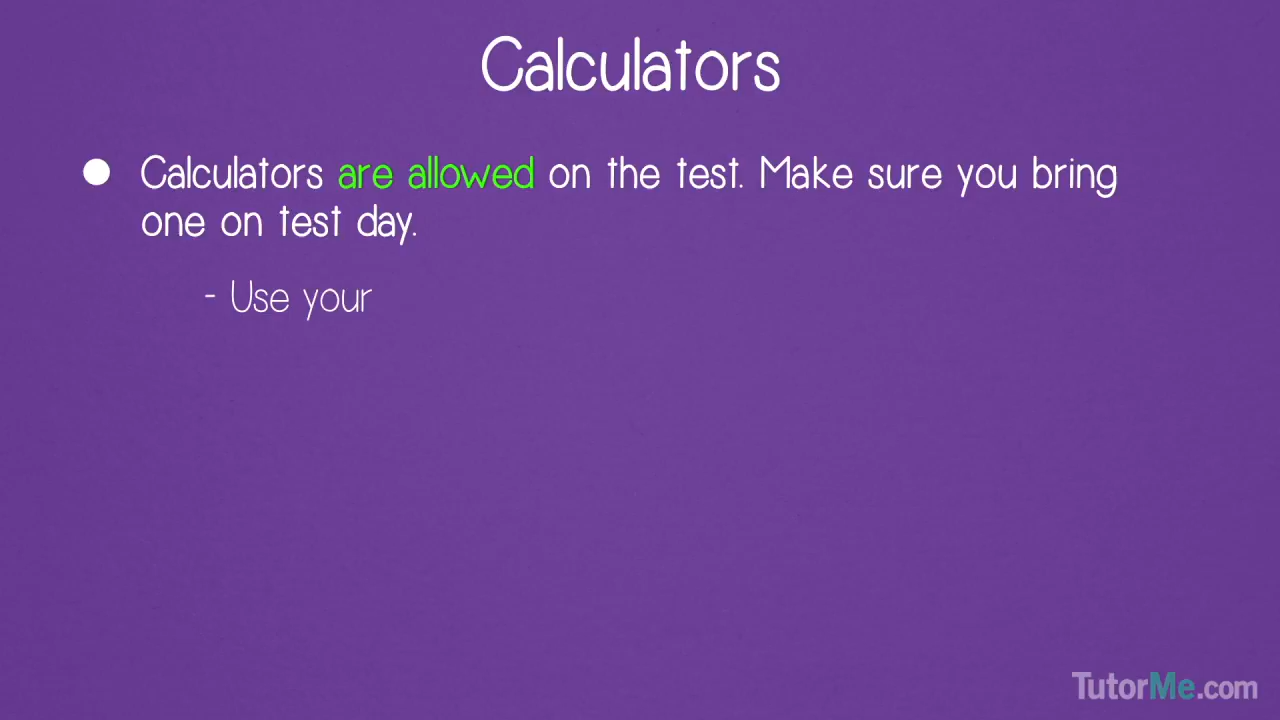 Calculators
Calculators are allowed on the test. Make sure you bring
one on test day.
- Use your
TutorMe.com